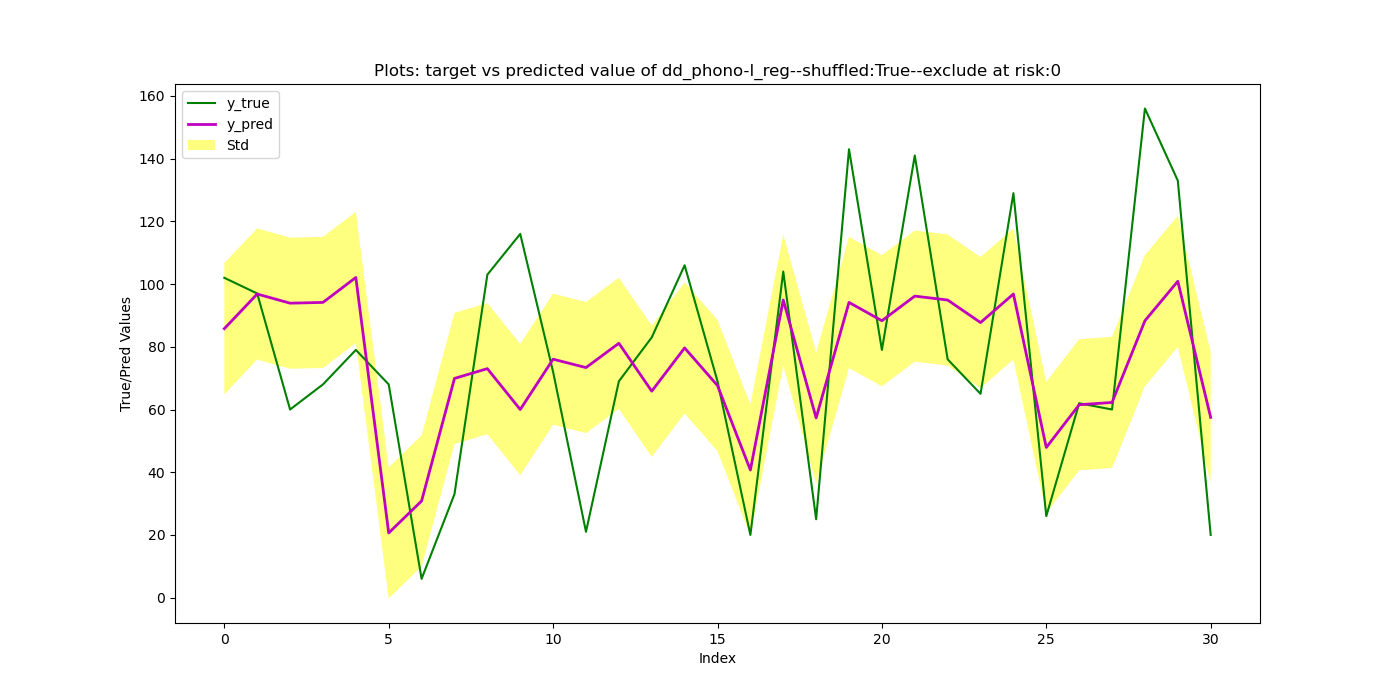 Plots: target vs predicted value of dd_phono-l_reg--shuffled:True--exclude at risk:0
y_true
y_pred
Std
True/Pred Values
160
140
120
100
80
60
40
20
0
0 5 10 15 20 25 30
Index